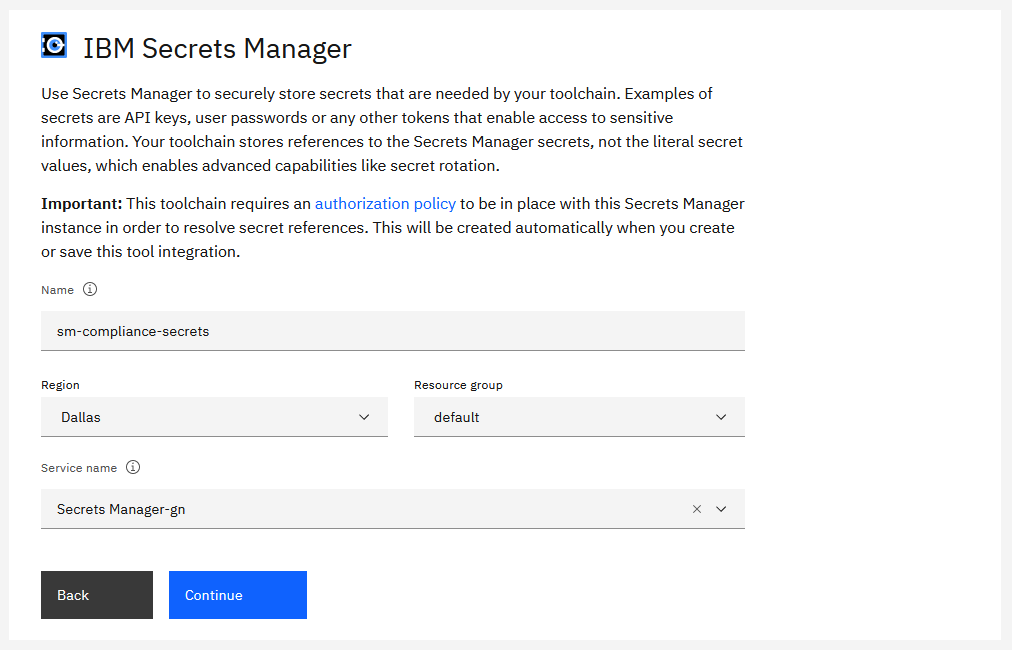 IBM Secrets Manager
Use Secrets Manager to securely store secrets that are needed by your toolchain. Examples of
secrets are API keys, user passwords or any other tokens that enable access to sensitive
information. Your toolchain stores references to the Secrets Manager secrets, not the literal secret
values, which enables advanced capabilities like secret rotation.
Important: This toolchain requires an authorization policy to be in place with this Secrets Manager
instance in order to resolve secret references. This will be created automatically when you create
or save this tool integration.
Name
sm-compliance-secrets
Region
Resource group
Dallas
default
Service name
Secrets Manager-gn
Back
Continue